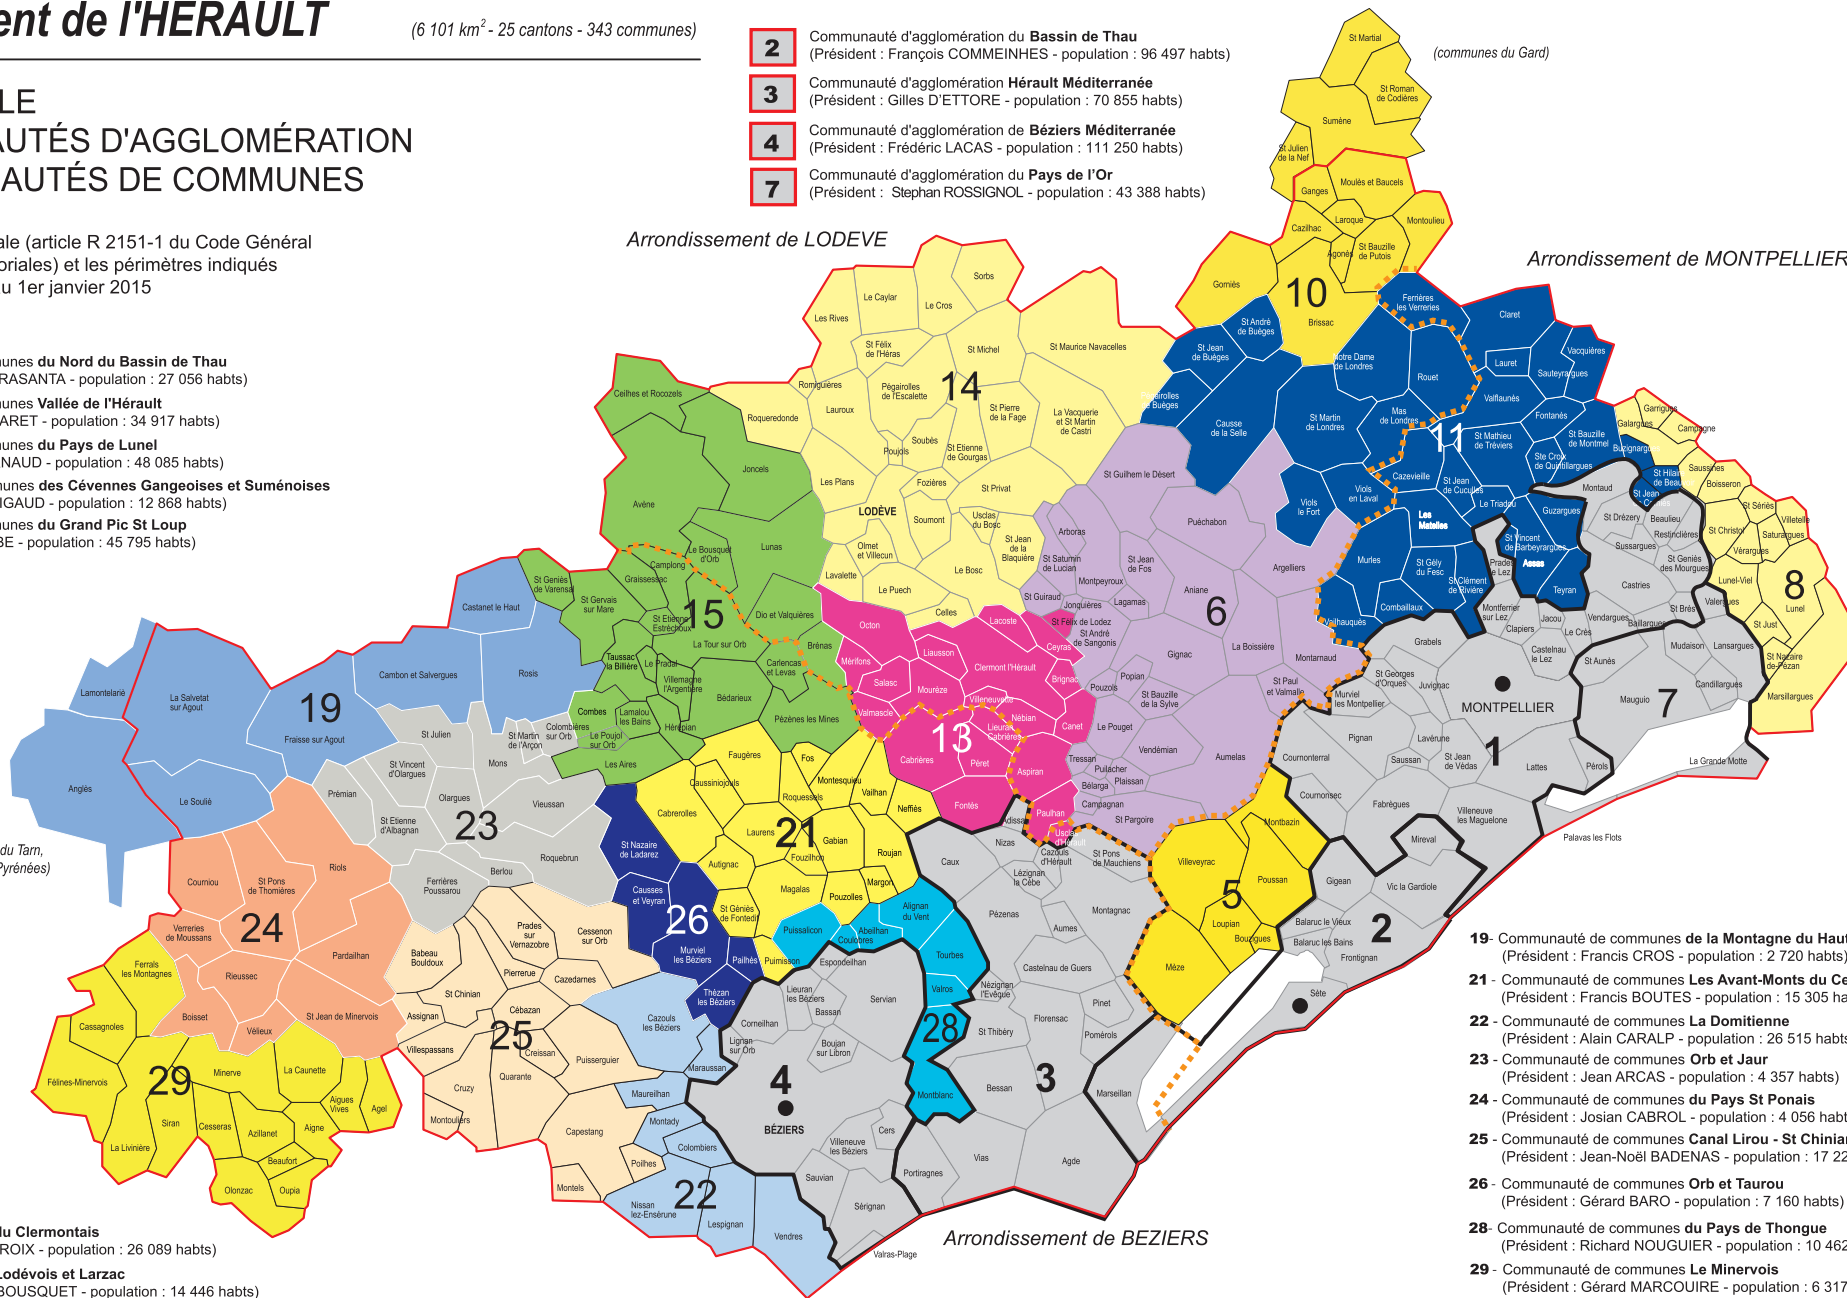 ent de l'HERAULT
(6 101 km2 - 25 cantons - 343 communes)
LE
AUTÉS D'AGGLOMÉRATION
AUTÉS DE COMMUNES
ale (article R 2151-1 du Code Général
oriales) et les périmètres indiqués
u 1er janvier 2015
2 Communauté d'agglomération du Bassin de Thau
(Président : François COMMEINHES - population : 96 497 habts)
3 Communauté d'agglomération Hérault Méditerranée
(Président : Gilles D'ETTORE - population : 70 855 habts)
4 Communauté d'agglomération de Béziers Méditerranée
(Président : Frédéric LACAS - population : 111 250 habts)
7 Communauté d'agglomération du Pays de l'Or
(Président : Stephan ROSSIGNOL - population : 43 388 habts)
(communes du Gard)
Arrondissement de LODEVE
Arrondissement de MONTPELLIER
Arrondissement de BEZIERS
munes du Nord du Bassin de Thau
RASANTA - population : 27 056 habts)
munes Vallée de l'Hérault
ARET - population : 34 917 habts)
munes du Pays de Lunel
RNAUD - population : 48 085 habts)
munes des Cévennes Gangeoises et Suménoises
IGAUD - population : 12 868 habts)
munes du Grand Pic St Loup
BE - population : 45 795 habts)
du Tarn,
Pyrénées)
du Clermontais
ROIX - population : 26 089 habts)
Lodévois et Larzac
BOUSQUET - population : 14 446 habts)
19- Communauté de communes de la Montagne du Haut
(Président : Francis CROS - population : 2 720 habts)
21 - Communauté de communes Les Avant-Monts du Ce
(Président : Francis BOUTES - population : 15 305 ha
22 - Communauté de communes La Domitienne
(Président : Alain CARALP - population : 26 515 habts
23 - Communauté de communes Orb et Jaur
(Président : Jean ARCAS - population : 4 357 habts)
24 - Communauté de communes du Pays St Ponais
(Président : Josian CABROL - population : 4 056 habt
25 - Communauté de communes Canal Lirou - St Chinian
(Président : Jean-Noël BADENAS - population : 17 22
26 - Communauté de communes Orb et Taurou
(Président : Gérard BARO - population : 7 160 habts)
28- Communauté de communes du Pays de Thongue
(Président : Richard NOUGUIER - population : 10 462
29 - Communauté de communes Le Minervois
(Président : Gérard MARCOUIRE - population : 6 317
St Martial
St Roman
de Codières
Sumène
St Julien
de la Nef
Ganges
Moulès et Baucels
Laroque
Cazilhac
Montoulieu
Agonès
St Bauzille
de Putois
Gorniès
10
Brissac
Ferrières
les Verreries
St André
de Buèges
St Jean
de Buèges
Pégairolles
de Buèges
Notre Dame
de Londres
Rouet
Claret
Lauret
Vacquières
Sauteyrargues
Valflaunès
Fontanès
Causse
de la Selle
St Martin
de Londres
Mas
de Londres
11
St Mathieu
de Tréviers
St Bauzille
de Montmel
Ste Croix
de Quintillargues
Buzignargues
St Hilaire
de Beauvoir
Viols
le Fort
Viols
en Laval
Cazevieille
St Jean
de Cuculles
Le Triadou
Les
Matelles
Guzargues
St Vincent
de Barbeyrargues
Assas
Teyran
Murles
St Gély
du Fesc
St Clément
de Rivière
Combaillaux
Vailhauquès
Garrigues
Galargues
Campagne
Saussines
Boisseron
St Sériès
Villetelle
St Christol
Saturargues
Vérargues
Lunel-Viel
8
Lunel
St Just
St Nazaire
de-Pézan
Marsillargues
Sorbs
Le Caylar
Le Cros
Les Rives
St Félix
de l'Héras
St Michel
St Maurice Navacelles
Romiguières
Pégairolles
de l'Escalette
14
Roqueredonde
Lauroux
St Pierre
de la Fage
La Vacquerie
et St Martin
de Castri
Soubès
Poujols
St Etienne
de Gourgas
Les Plans
Fozières
St Privat
LODÈVE
Soumont
Usclas
du Bosc
St Jean
de la
Blaquière
Olmet
et Villecun
Lavalette
Le Bosc
Le Puech
Celles
Ceilhes et Rocozels
Joncels
Avène
Lunas
Le Bousquet
d'Orb
Camplong
Graissessac
St Geniès
de Varensal
St Gervais
sur Mare
St Etienne
Estréchoux
15
Dio et Valquières
La Tour sur Orb
Brénas
Taussac
la Billière
Le Pradal
Carlencas
et Levas
Villemagne
l'Argentière
Bédarieux
Combes
Lamalou
les Bains
Hérépian
Pézènes les Mines
Le Poujol
sur Orb
Les Aires
St Guilhem le Désert
Puéchabon
Arboras
St Saturnin
de Lucian
St Jean
de Fos
Argelliers
Montpeyroux
Aniane
6
St Guiraud
Jonquières
Lagamas
St Félix de Lodez
St André
de Sangonis
La Boissière
Gignac
Montarnaud
Popian
Pouzols
St Bauzille
de la Sylve
St Paul
et Valmalle
Le Pouget
Vendémian
Aumelas
Tressan
Puilacher
Bélarga
Plaissan
Campagnan
St Pargoire
Octon
Lacoste
Mérifons
Liausson
Ceyras
Clermont l'Hérault
Salasc
Mourèze
Brignac
Villeneuvette
Valmascle
Nébian
Canet
13
Lieuran
Cabrières
Cabrières
Péret
Aspiran
Fontès
Paulhan
Usclas
d'Hérault
Castanet le Haut
Lamontelarié
La Salvetat
sur Agout
Cambon et Salvergues
Rosis
19
Fraisse sur Agout
Anglès
Le Soulié
St Julien
St Martin
de l'Arçon
Colombières
sur Orb
Mons
St Vincent
d'Olargues
Prémian
Olargues
Vieussan
St Etienne
d'Albagnan
23
Roquebrun
Berlou
Ferrières
Poussarou
Courniou
St Pons
de Thomières
Riols
Verreries
de Moussans
24
Pardailhan
Rieussec
Boisset
Vélieux
St Jean de Minervois
Ferrals
les Montagnes
Cassagnoles
Félines-Minervois
29
Minerve
La Caunette
Siran
Cesseras
Azillanet
Aigues
Vives
Agel
Aigne
La Livinière
Beaufort
Olonzac
Oupia
Babeau
Bouldoux
Prades
sur
Vernazobre
Cessenon
sur Orb
Pierrerue
Cazedarnes
St Chinian
Assignan
Cébazan
25
Villespassans
Creissan
Puisserguier
Cruzy
Quarante
Montouliers
Capestang
Poilhes
Montels
Cazouls
les Béziers
Maraussan
Maureilhan
Montady
Colombiers
22
Nissan
lez-Ensérune
Lespignan
Vendres
St Nazaire
de Ladarez
Causses
et Veyran
26
Murviel
les Béziers
Pailhès
Thézan
les Béziers
Faugères
Fos
Caussiniojouls
Montesquieu
Roquessels
Vailhan
Cabrerolles
Neffiès
Laurens
21
Gabian
Fouzilhon
Roujan
Autignac
Magalas
Margon
Pouzolles
St Géniès
de Fontedit
Puimisson
Puissalicon
Alignan
du Vent
Abeilhan
Coulobres
Tourbes
Valros
28
Montblanc
Espondeilhan
Lieuran
les Béziers
Servian
Bassan
Corneilhan
Lignan
sur Orb
Boujan
sur Libron
4
BÉZIERS
Cers
Villeneuve
les Béziers
Sauvian
Sérignan
Valras-Plage
Adissan
Nizas
Caux
Cazouls
d'Hérault
Lézignan
la Cèbe
St Pons
de Mauchiens
Pézenas
Montagnac
Aumes
Castelnau de Guers
Nézignan
l'Evêque
Pinet
Florensac
St Thibéry
Pomérols
Bessan
3
Marseillan
Portiragnes
Vias
Agde
Montbazin
Villeveyrac
Poussan
5
Loupian
Bouzigues
Mèze
Mireval
Gigean
Vic la Gardiole
Balaruc le Vieux
2
Balaruc les Bains
Frontignan
Sète
Montaud
St Drézery
Beaulieu
Restinclières
Sussargues
St Geniès
des Mourgues
Castries
Prades
le Lez
Montferrier
sur Lez
Jacou
Clapiers
Vendargues
Baillargues
St Brès
Valergues
Le Crès
Castelnau
le Lez
Grabels
St Georges
d'Orques
Juvignac
Murviel
les Montpellier
MONTPELLIER
Pignan
Lavérune
Cournonterral
Saussan
St Jean
de Védas
1
Lattes
Pérols
Cournonsec
Fabrègues
Villeneuve
les Maguelone
Palavas les Flots
Mudaison
Lansargues
St Aunés
Candillargues
Mauguio
7
La Grande Motte